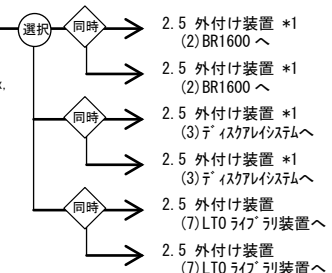 選択
同時
2.5 外付け装置 *1
(2)BR1600 へ
2.5 外付け装置 *1
(2)BR1600 へ
x,
同時
2.5 外付け装置 *1
(3)ﾃﾞｨｽｸｱﾚｲｼｽﾃﾑへ
2.5 外付け装置 *1
(3)ﾃﾞｨｽｸｱﾚｲｼｽﾃﾑへ
同時
2.5 外付け装置
(7)LTO ﾗｲﾌﾞﾗﾘ装置へ
2.5 外付け装置
(7)LTO ﾗｲﾌﾞﾗﾘ装置へ